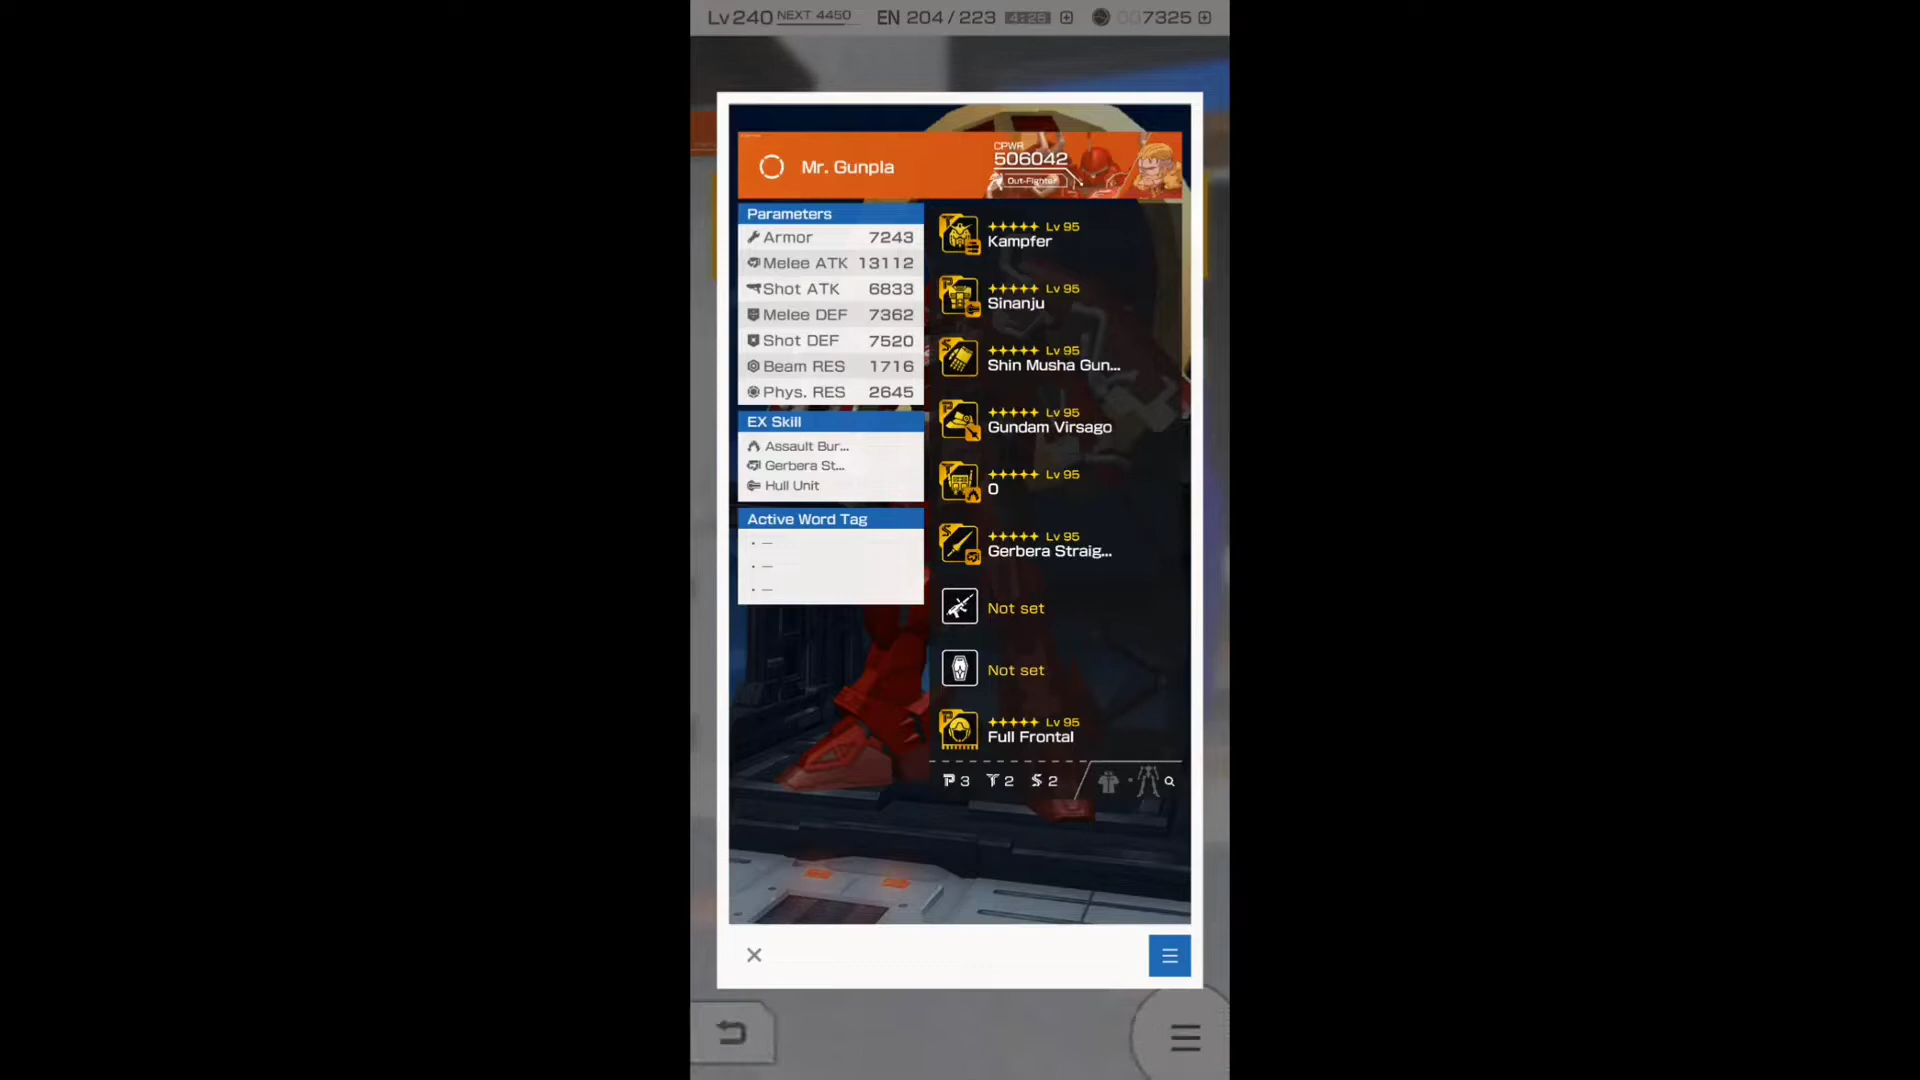 Lv 240 NEXT 4450 EN 204 / 223 4:26 7325
Mr. Gunpla
CPWR
506042
Out-Fighter
Parameters
Armor 7243
Melee ATK 13112
Shot ATK 6833
Melee DEF 7362
Shot DEF 7520
Beam RES 1716
Phys. RES 2645
EX Skill
Assault Bur...
Gerbera St...
Hull Unit
Active Word Tag
• —
• —
• —
T
Lv 95
Kampfer
P
Lv 95
Sinanju
S
Lv 95
Shin Musha Gun...
P
Lv 95
Gundam Virsago
T
Lv 95
O
S
Lv 95
Gerbera Straig...
Not set
Not set
P
Lv 95
Full Frontal
P 3 T 2 S 2